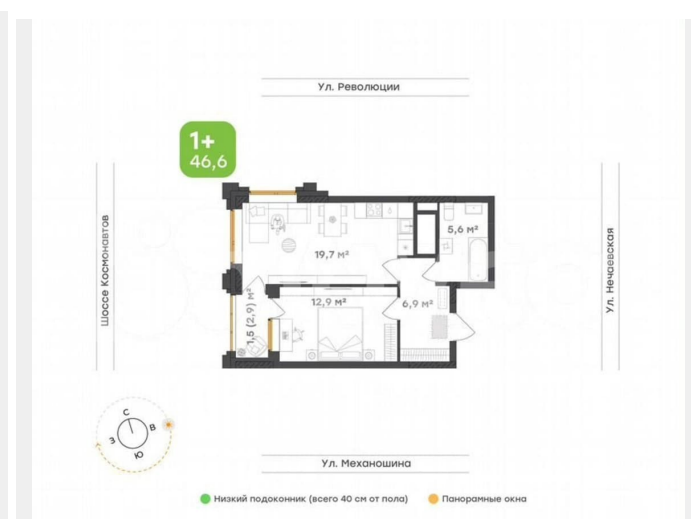 Ул. Революции
1+
46,6
5,6 м²
19,7 м²
Шоссе Космонавтов
Ул. Нечаевская
1,5 (2,9) м²
12,9 м²
6,9 м²
С
В
З
Ю
Ул. Механошина
Низкий подоконник (всего 40 см от пола)
Панорамные окна